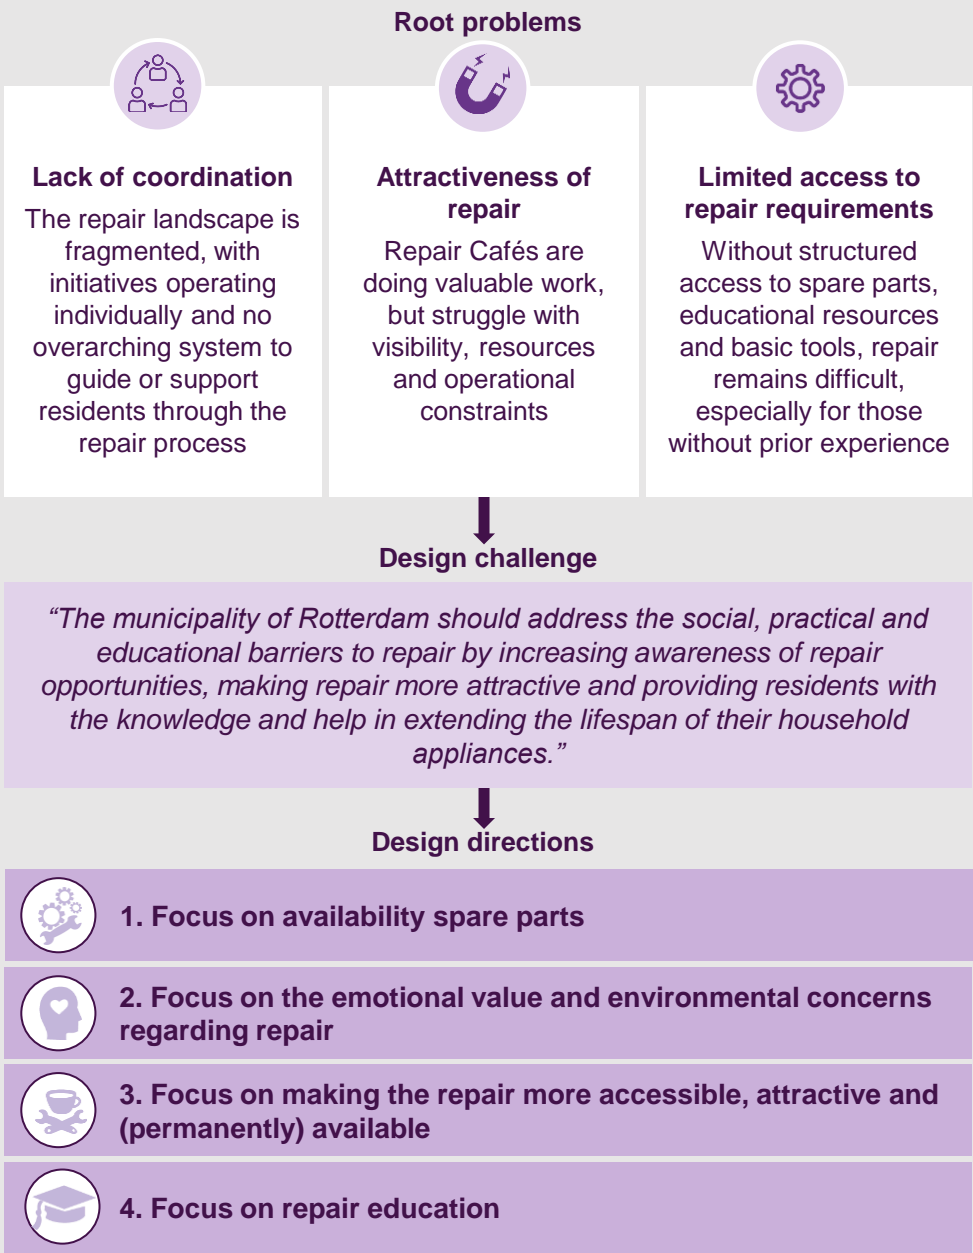 Root problems
Lack of coordination
The repair landscape is
fragmented, with
initiatives operating
individually and no
overarching system to
guide or support
residents through the
repair process
Attractiveness of
repair
Repair Cafés are
doing valuable work,
but struggle with
visibility, resources
and operational
constraints
Limited access to
repair requirements
Without structured
access to spare parts,
educational resources
and basic tools, repair
remains difficult,
especially for those
without prior experience
Design challenge
“The municipality of Rotterdam should address the social, practical and
educational barriers to repair by increasing awareness of repair
opportunities, making repair more attractive and providing residents with
the knowledge and help in extending the lifespan of their household
appliances.”
Design directions
1. Focus on availability spare parts
2. Focus on the emotional value and environmental concerns
regarding repair
3. Focus on making the repair more accessible, attractive and
(permanently) available
4. Focus on repair education